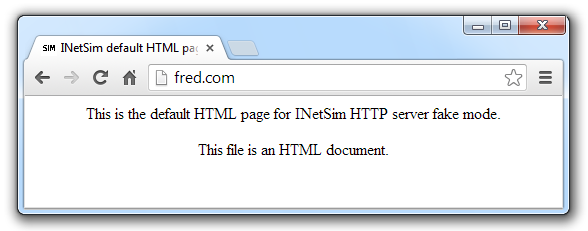 SIM INetSim default HTML pag
fred.com
This is the default HTML page for INetSim HTTP server fake mode.
This file is an HTML document.